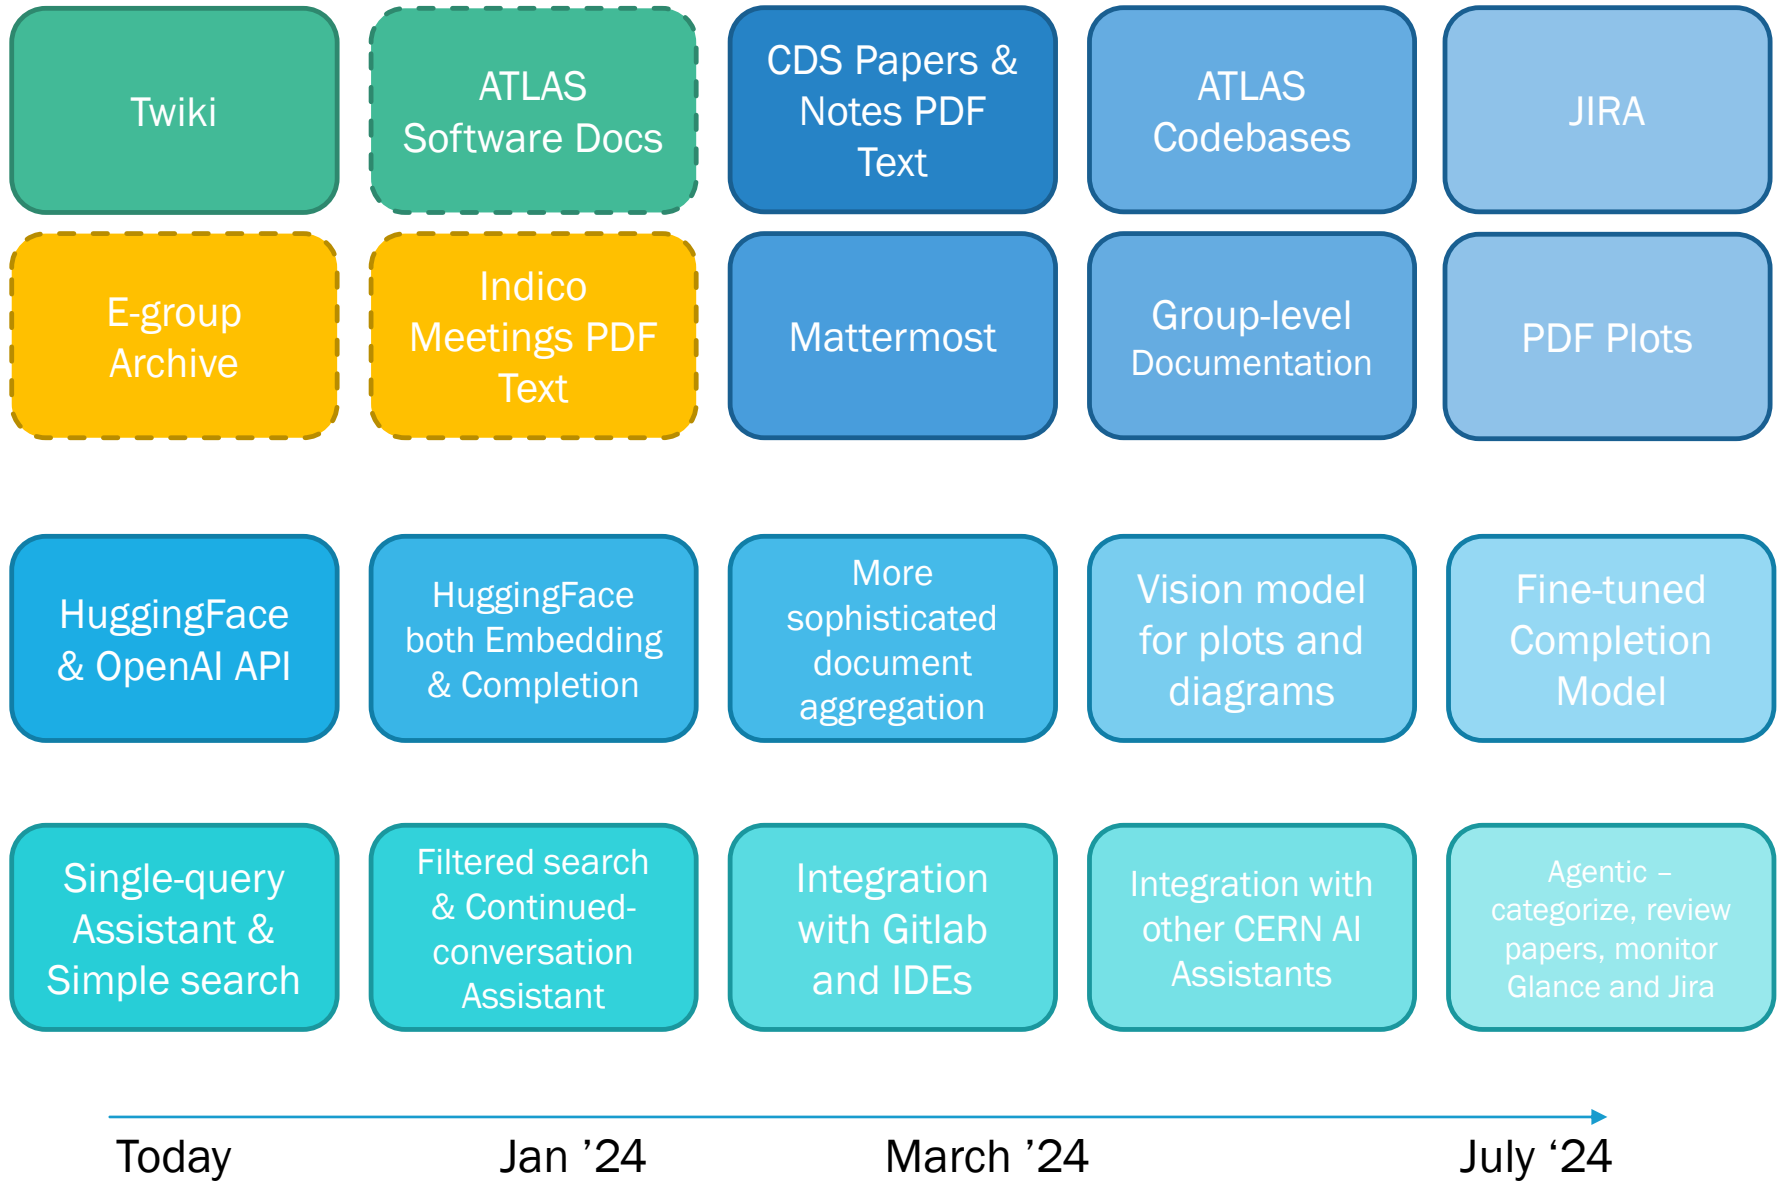 Twiki
ATLAS
Software Docs
CDS Papers &
Notes PDF
Text
ATLAS
Codebases
JIRA
E-group
Archive
Indico
Meetings PDF
Text
Mattermost
Group-level
Documentation
PDF Plots
HuggingFace
& OpenAI API
HuggingFace
both Embedding
& Completion
More
sophisticated
document
aggregation
Vision model
for plots and
diagrams
Fine-tuned
Completion
Model
Single-query
Assistant &
Simple search
Filtered search
& Continued-
conversation
Assistant
Integration
with Gitlab
and IDEs
Integration with
other CERN AI
Assistants
Agentic –
categorize, review
papers, monitor
Glance and Jira
Today
Jan ’24
March ’24
July ‘24